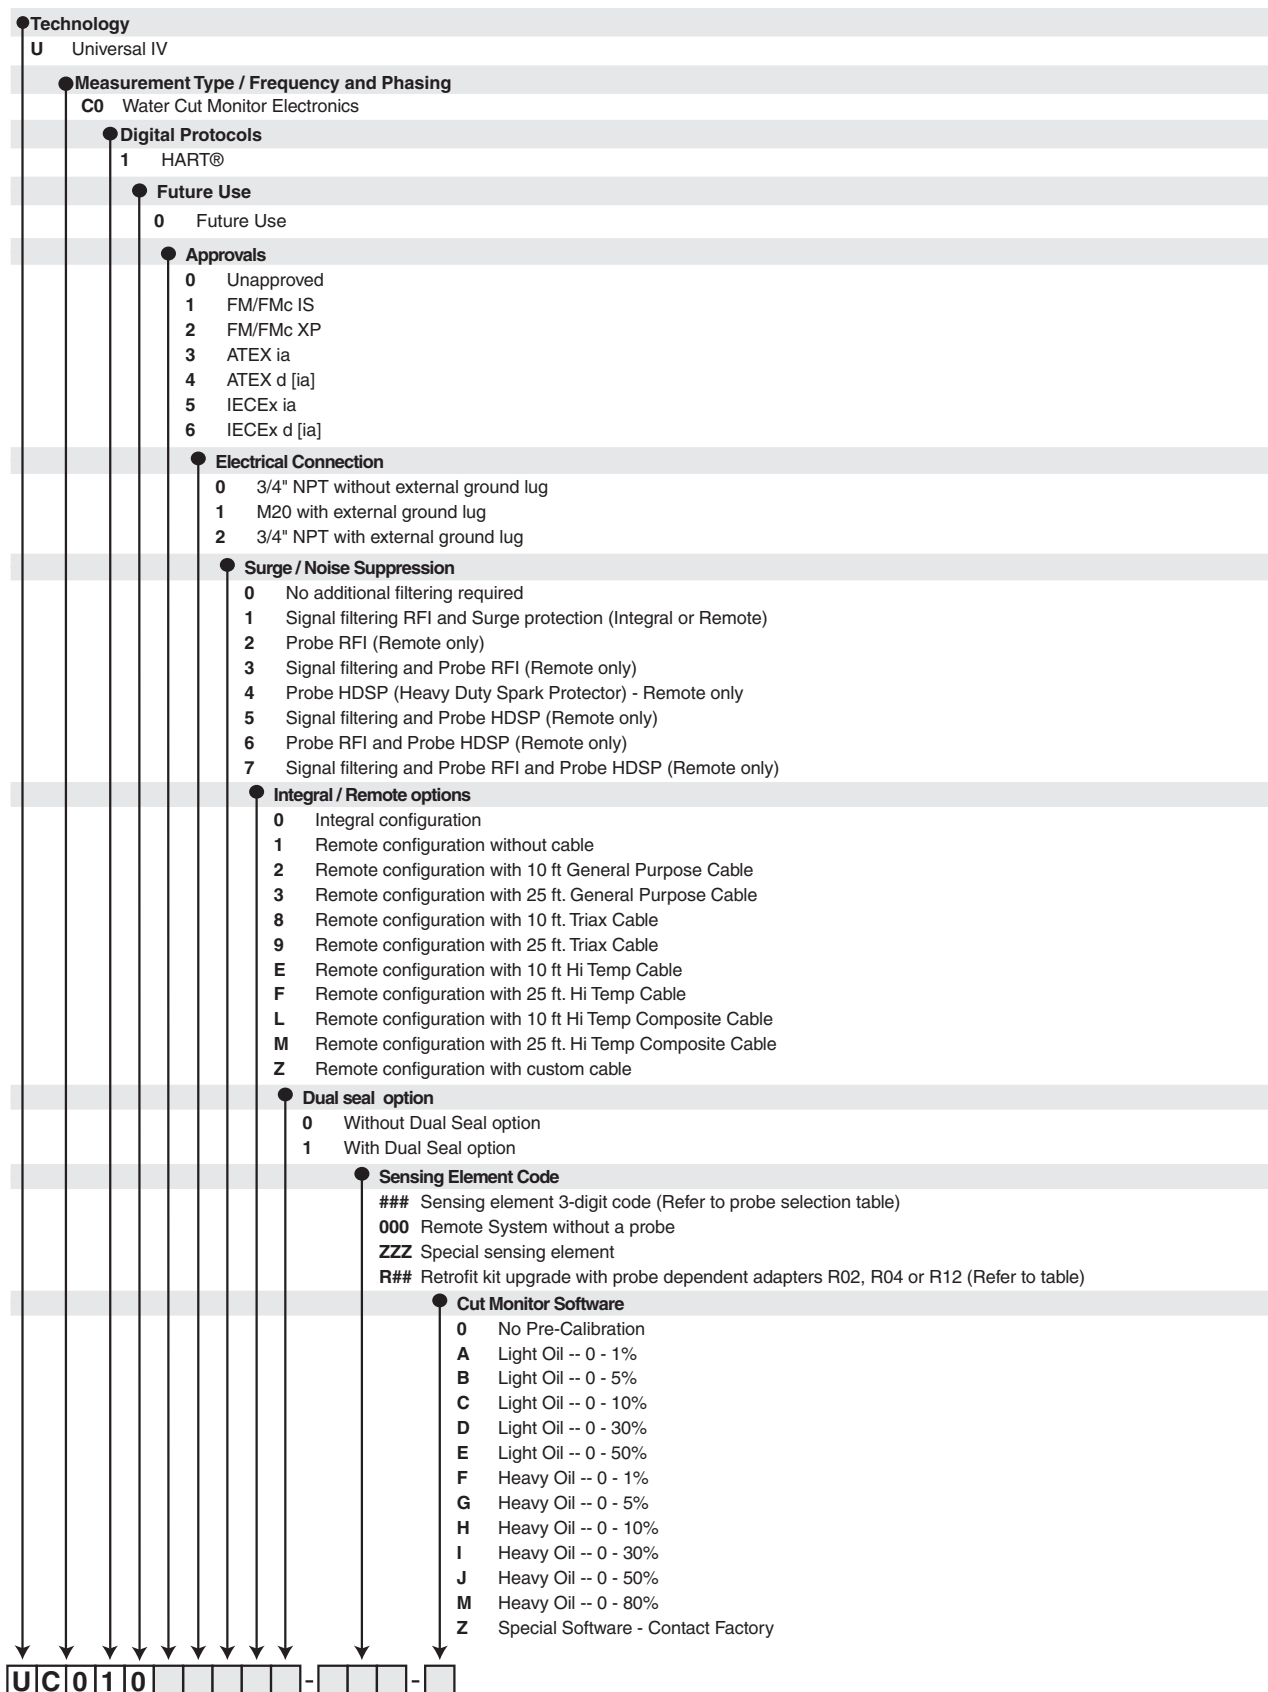 Technology
U Universal IV
Measurement Type / Frequency and Phasing
C0 Water Cut Monitor Electronics
Digital Protocols
1 HART®
Future Use
0 Future Use
Approvals
0 Unapproved
1 FM/FMc IS
2 FM/FMc XP
3 ATEX ia
4 ATEX d [ia]
5 IECEx ia
6 IECEx d [ia]
Electrical Connection
0 3/4" NPT without external ground lug
1 M20 with external ground lug
2 3/4" NPT with external ground lug
Surge / Noise Suppression
0 No additional filtering required
1 Signal filtering RFI and Surge protection (Integral or Remote)
2 Probe RFI (Remote only)
3 Signal filtering and Probe RFI (Remote only)
4 Probe HDSP (Heavy Duty Spark Protector) - Remote only
5 Signal filtering and Probe HDSP (Remote only)
6 Probe RFI and Probe HDSP (Remote only)
7 Signal filtering and Probe RFI and Probe HDSP (Remote only)
Integral / Remote options
0 Integral configuration
1 Remote configuration without cable
2 Remote configuration with 10 ft General Purpose Cable
3 Remote configuration with 25 ft. General Purpose Cable
8 Remote configuration with 10 ft. Triax Cable
9 Remote configuration with 25 ft. Triax Cable
E Remote configuration with 10 ft Hi Temp Cable
F Remote configuration with 25 ft. Hi Temp Cable
L Remote configuration with 10 ft Hi Temp Composite Cable
M Remote configuration with 25 ft. Hi Temp Composite Cable
Z Remote configuration with custom cable
Dual seal option
0 Without Dual Seal option
1 With Dual Seal option
Sensing Element Code
### Sensing element 3-digit code (Refer to probe selection table)
000 Remote System without a probe
ZZZ Special sensing element
R## Retrofit kit upgrade with probe dependent adapters R02, R04 or R12 (Refer to table)
Cut Monitor Software
0 No Pre-Calibration
A Light Oil -- 0 - 1%
B Light Oil -- 0 - 5%
C Light Oil -- 0 - 10%
D Light Oil -- 0 - 30%
E Light Oil -- 0 - 50%
F Heavy Oil -- 0 - 1%
G Heavy Oil -- 0 - 5%
H Heavy Oil -- 0 - 10%
I Heavy Oil -- 0 - 30%
J Heavy Oil -- 0 - 50%
M Heavy Oil -- 0 - 80%
Z Special Software - Contact Factory
U C 0 1 0 - -